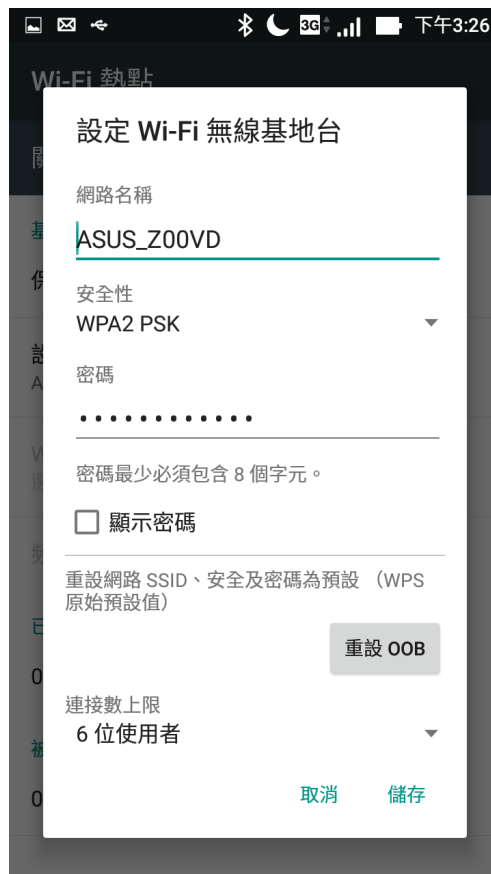 3G 下午3:26
Wi-Fi 熱點
設定 Wi-Fi 無線基地台
網路名稱
ASUS_Z00VD
安全性
WPA2 PSK
密碼
••••••••••••
密碼最少必須包含 8 個字元。
顯示密碼
重設網路 SSID、安全及密碼為預設 （WPS
原始預設值）
重設 OOB
連接數上限
6 位使用者
取消 儲存